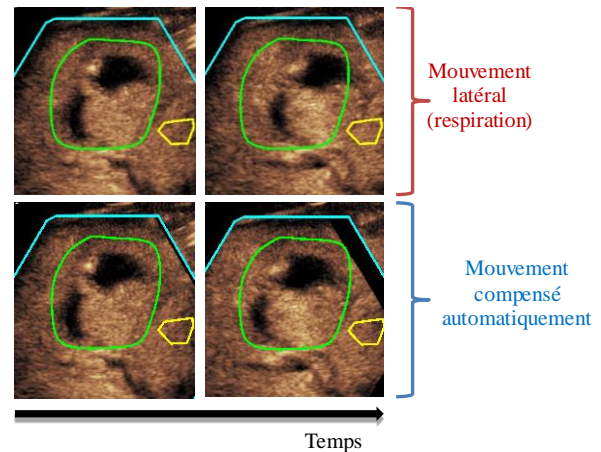 Mouvement
latéral
(respiration)
Mouvement
compensé
automatiquement
Temps